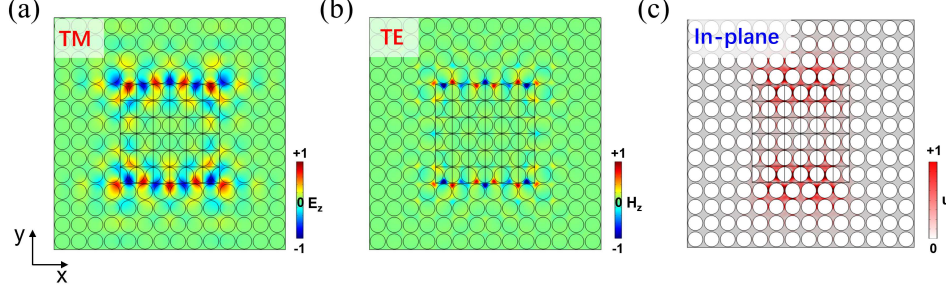 (a) (b) (c)
TM TE In-plane
+1 +1 +1
0 E_z 0 H_z u
-1 -1 0
y
x